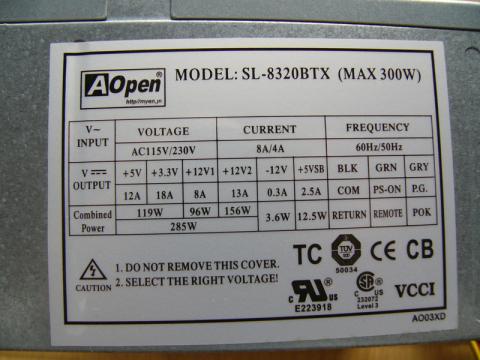 AOpen
http://myen.jn
MODEL: SL-8320BTX (MAX 300W)
V~ INPUT VOLTAGE CURRENT FREQUENCY
AC115V/230V 8A/4A 60Hz/50Hz
V OUTPUT +5V +3.3V +12V1 +12V2 -12V +5VSB BLK GRN GRY
12A 18A 8A 13A 0.3A 2.5A COM PS-ON P.G.
Combined Power 119W 96W 156W 3.6W 12.5W RETURN REMOTE POK
285W
CAUTION
1. DO NOT REMOVE THIS COVER.
2. SELECT THE RIGHT VOLTAGE!
TC TÜV CE CB
50034
c UR US
E223918
C US
232072
Level 3
VCCI
AO03XD